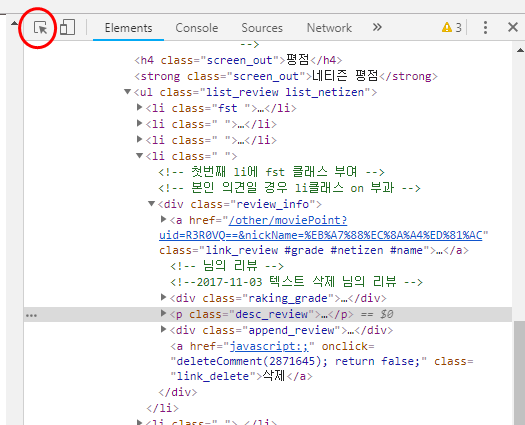 Elements Console Sources Network » 3
-->
<h4 class="screen_out">평점</h4>
<strong class="screen_out">네티즌 평점</strong>
<ul class="list_review list_netizen">
<li class="fst ">…</li>
<li class=" ">…</li>
<li class=" ">…</li>
<li class=" ">
<!-- 첫번째 li에 fst 클래스 부여 -->
<!-- 본인 의견일 경우 li클래스 on 부과 -->
<div class="review_info">
<a href="/other/moviePoint?
uid=R3R0VQ==&nickName=%EB%A7%88%EC%8A%A4%ED%81%AC"
class="link_review #grade #netizen #name">…</a>
<!-- 님의 리뷰 -->
<!--2017-11-03 텍스트 삭제 님의 리뷰 -->
<div class="raking_grade">…</div>
… <p class="desc_review">…</p> == $0
<div class="append_review">…</div>
<a href="javascript:;" onclick=
"deleteComment(2871645); return false;" class=
"link_delete">삭제</a>
</div>
</li>
<li class=" ">…</li>